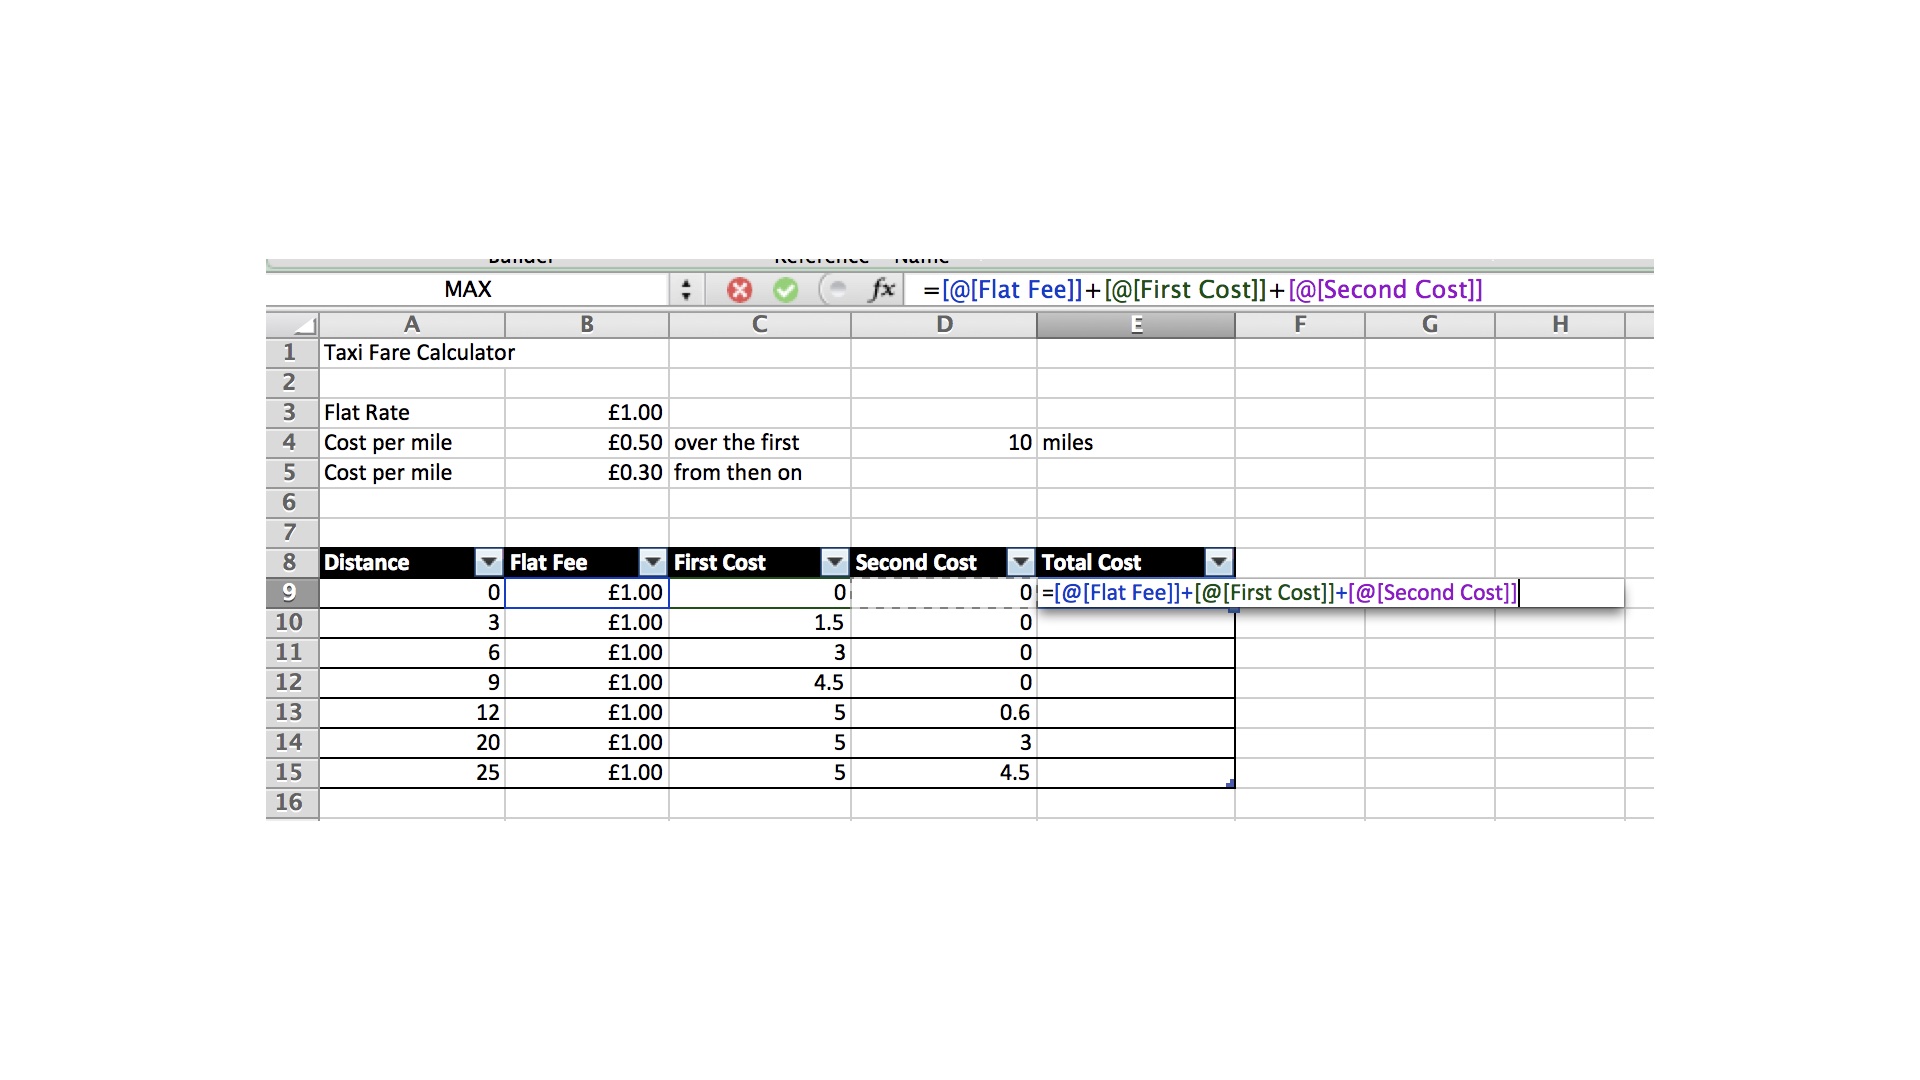 MAX fx =[@[Flat Fee]]+[@[First Cost]]+[@[Second Cost]]
A B C D E F G H
1 Taxi Fare Calculator
2
3 Flat Rate £1.00
4 Cost per mile £0.50 over the first 10 miles
5 Cost per mile £0.30 from then on
6
7
8 Distance Flat Fee First Cost Second Cost Total Cost
9 0 £1.00 0 0 =[@[Flat Fee]]+[@[First Cost]]+[@[Second Cost]]
10 3 £1.00 1.5 0
11 6 £1.00 3 0
12 9 £1.00 4.5 0
13 12 £1.00 5 0.6
14 20 £1.00 5 3
15 25 £1.00 5 4.5
16